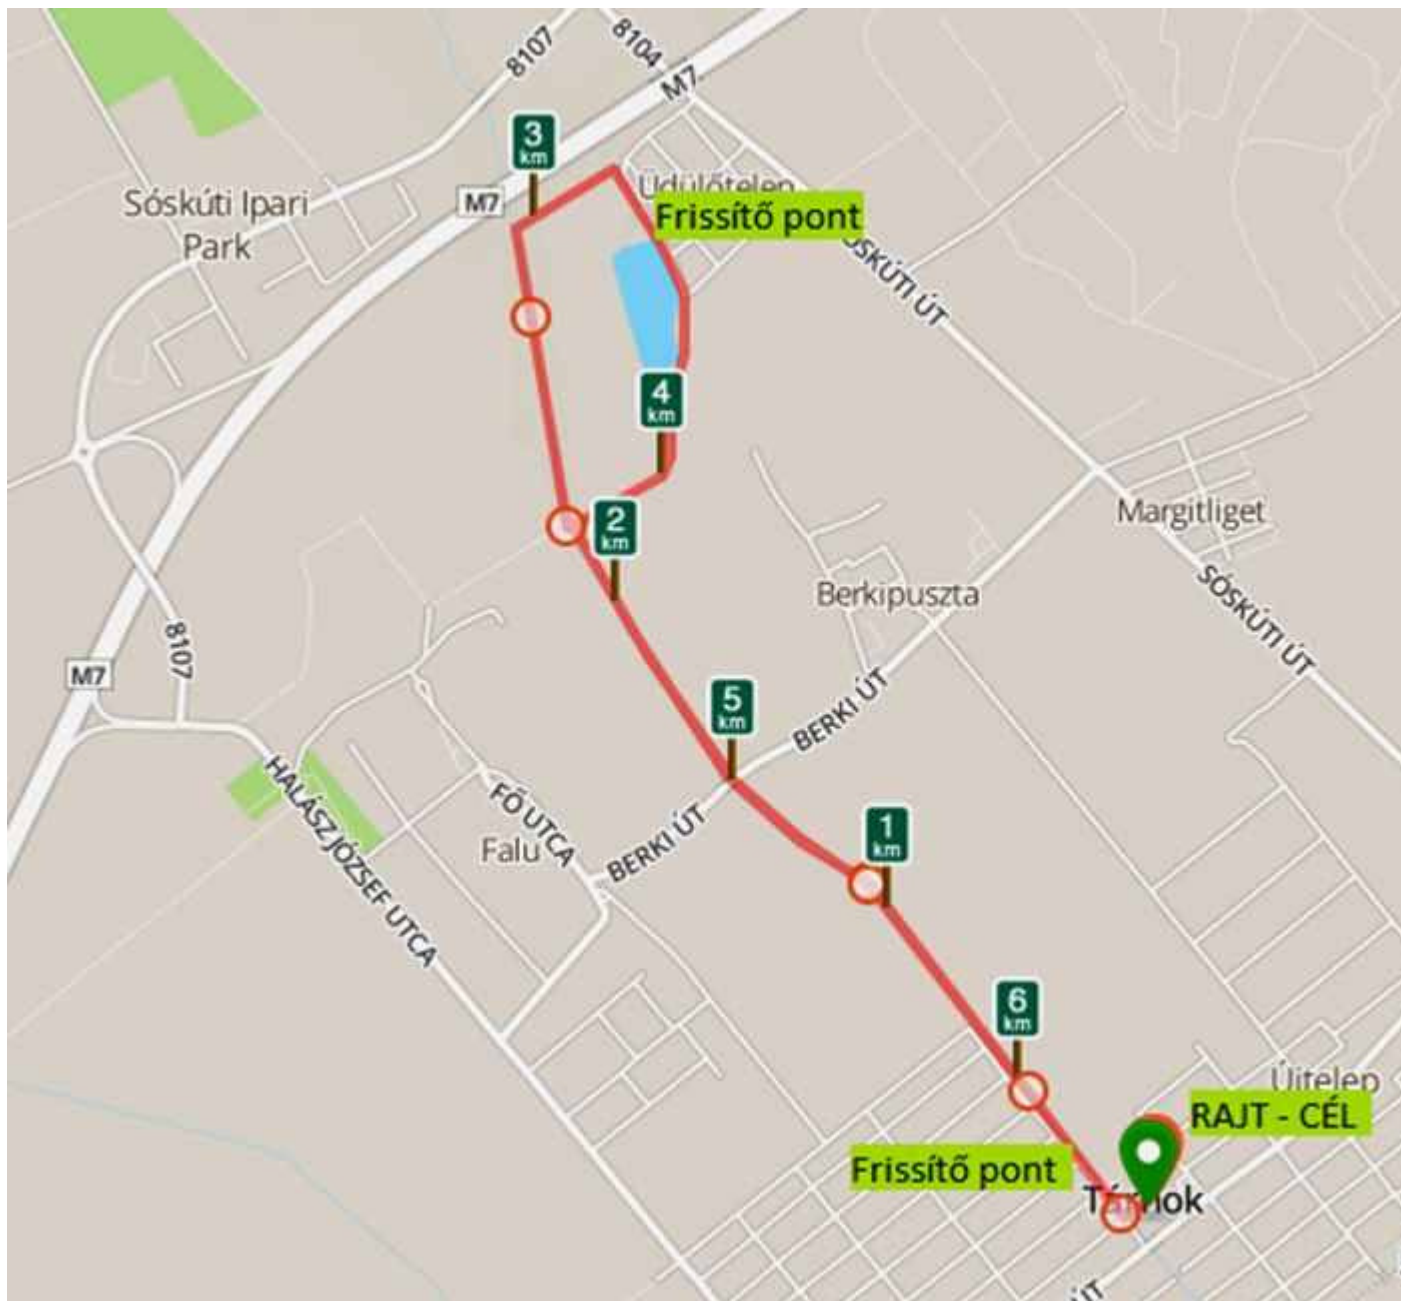 8107
8104
M7
3
km
Üdülőtelep
Sóskúti Ipari
Park
M7
Frissítő pont
SÓSKÚTI ÚT
4
km
2
km
Margitliget
Berkipuszta
SÓSKÚTI ÚT
8107
M7
5
km
BERKI ÚT
HALÁSZ JÓZSEF UTCA
FŐ UTCA
Falu
BERKI ÚT
1
km
6
km
Újtelep
RAJT - CÉL
Frissítő pont
Tárnok
ÚT